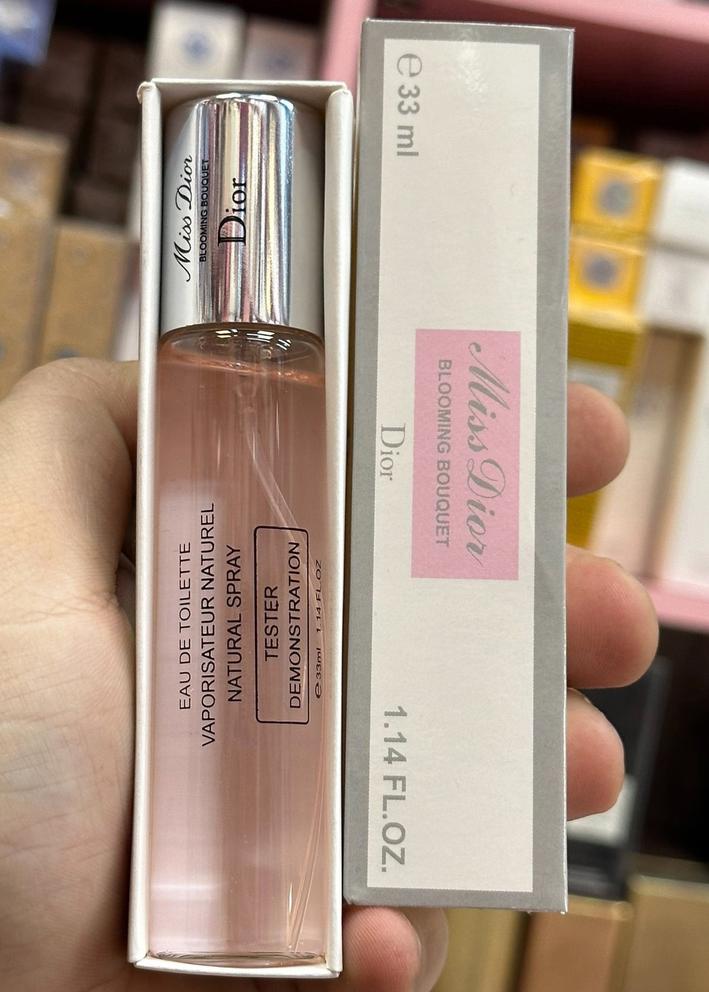 Miss Dior
BLOOMING BOUQUET
Dior
EAU DE TOILETTE
VAPORISATEUR NATUREL
NATURAL SPRAY
TESTER
DEMONSTRATION
e 33ml 1.14 FL.OZ
e 33 ml
Miss Dior
BLOOMING BOUQUET
Dior
1.14 FL.OZ.